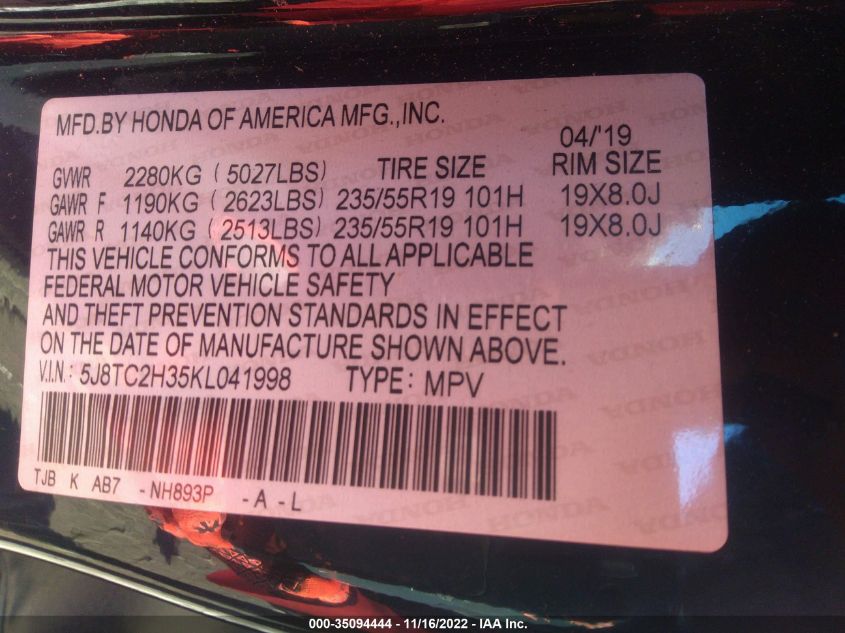 MFD.BY HONDA OF AMERICA MFG.,INC.
04/'19
GVWR 2280KG ( 5027LBS) TIRE SIZE RIM SIZE
GAWR F 1190KG ( 2623LBS) 235/55R19 101H 19X8.0J
GAWR R 1140KG ( 2513LBS) 235/55R19 101H 19X8.0J
THIS VEHICLE CONFORMS TO ALL APPLICABLE
FEDERAL MOTOR VEHICLE SAFETY
AND THEFT PREVENTION STANDARDS IN EFFECT
ON THE DATE OF MANUFACTURE SHOWN ABOVE.
V.I.N.: 5J8TC2H35KL041998 TYPE: MPV
TJB K AB7 -NH893P -A -L
HONDA
000-35094444 - 11/16/2022 - IAA Inc.